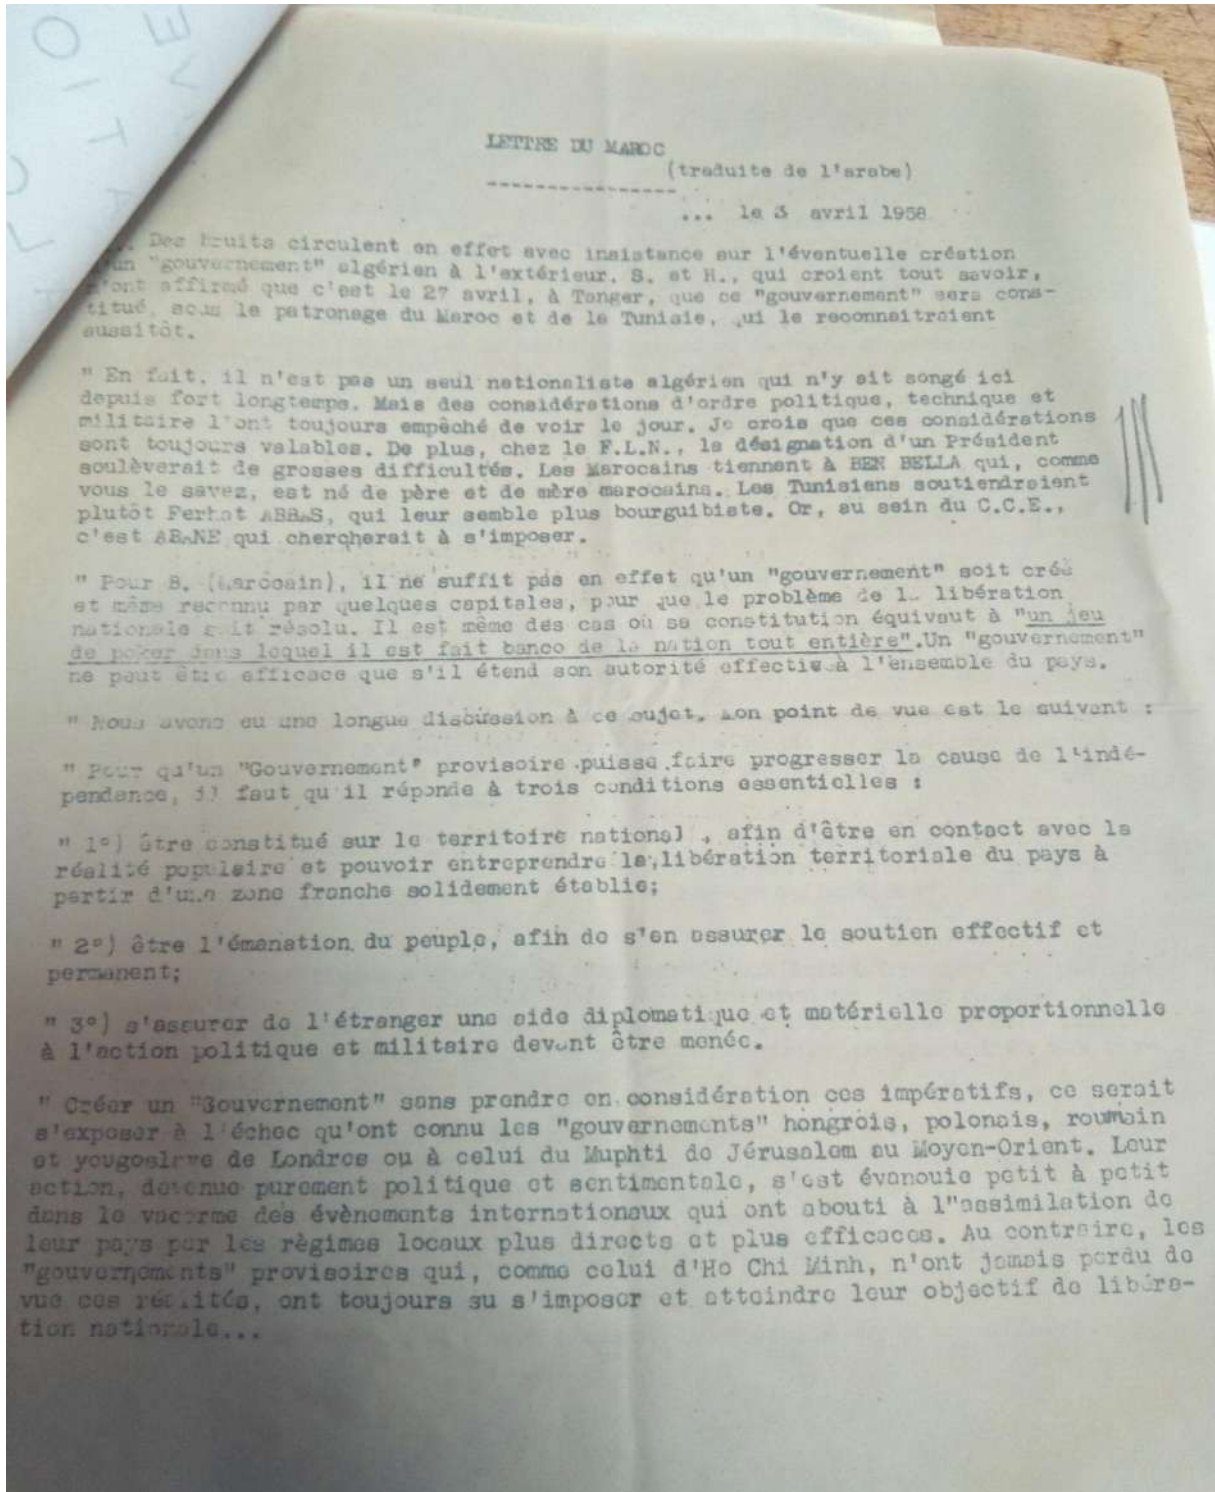 LETTRE DU MAROC
(traduite de l'arabe)
-----------------
... le 3 avril 1958
Des bruits circulent en effet avec insistance sur l'éventuelle création
"gouvernement" algérien à l'extérieur. S. et H., qui croient tout savoir,
m'ont affirmé que c'est le 27 avril, à Tanger, que ce "gouvernement" sera cons-
titué, sous le patronage du Maroc et de la Tunisie, qui le reconnaitraient
aussitôt.
" En fait, il n'est pas un seul nationaliste algérien qui n'y ait songé ici
depuis fort longtemps. Mais des considérations d'ordre politique, technique et
militaire l'ont toujours empêché de voir le jour. Je crois que ces considérations
sont toujours valables. De plus, chez le F.L.N., la désignation d'un Président
soulèverait de grosses difficultés. Les Marocains tiennent à BEN BELLA qui, comme
vous le savez, est né de père et de mère marocains. Les Tunisiens soutiendraient
plutôt Ferhat ABBAS, qui leur semble plus bourguibiste. Or, au sein du C.C.E.,
c'est ABANE qui chercherait à s'imposer.
" Pour B. (Marocain), il ne suffit pas en effet qu'un "gouvernement" soit créé
et même reconnu par quelques capitales, pour que le problème de la libération
nationale soit résolu. Il est même des cas où sa constitution équivaut à "un jeu
de poker dans lequel il est fait banco de la nation tout entière".Un "gouvernement"
ne peut être efficace que s'il étend son autorité effective à l'ensemble du pays.
" Nous avons eu une longue discussion à ce sujet. Mon point de vue est le suivant :
" Pour qu'un "Gouvernement" provisoire puisse faire progresser la cause de l'indé-
pendance, il faut qu'il réponde à trois conditions essentielles :
" 1°) être constitué sur le territoire national , afin d'être en contact avec la
réalité populaire et pouvoir entreprendre la libération territoriale du pays à
partir d'une zone franche solidement établie;
" 2°) être l'émanation du peuple, afin de s'en assurer le soutien effectif et
permanent;
" 3°) s'assurer de l'étranger une aide diplomatique et matérielle proportionnelle
à l'action politique et militaire devant être menée.
" Créer un "Gouvernement" sans prendre en considération ces impératifs, ce serait
s'exposer à l'échec qu'ont connu les "gouvernements" hongrois, polonais, roumain
et yougoslave de Londres ou à celui du Muphti de Jérusalem au Moyen-Orient. Leur
action, devenue purement politique et sentimentale, s'est évanouie petit à petit
dans le vacarme des évènements internationaux qui ont abouti à l"assimilation de
leur pays par les règimes locaux plus directs et plus efficaces. Au contraire, les
"gouvernements" provisoires qui, comme celui d'Ho Chi Minh, n'ont jamais perdu de
vue ces réalités, ont toujours su s'imposer et atteindre leur objectif de libéra-
tion nationale...